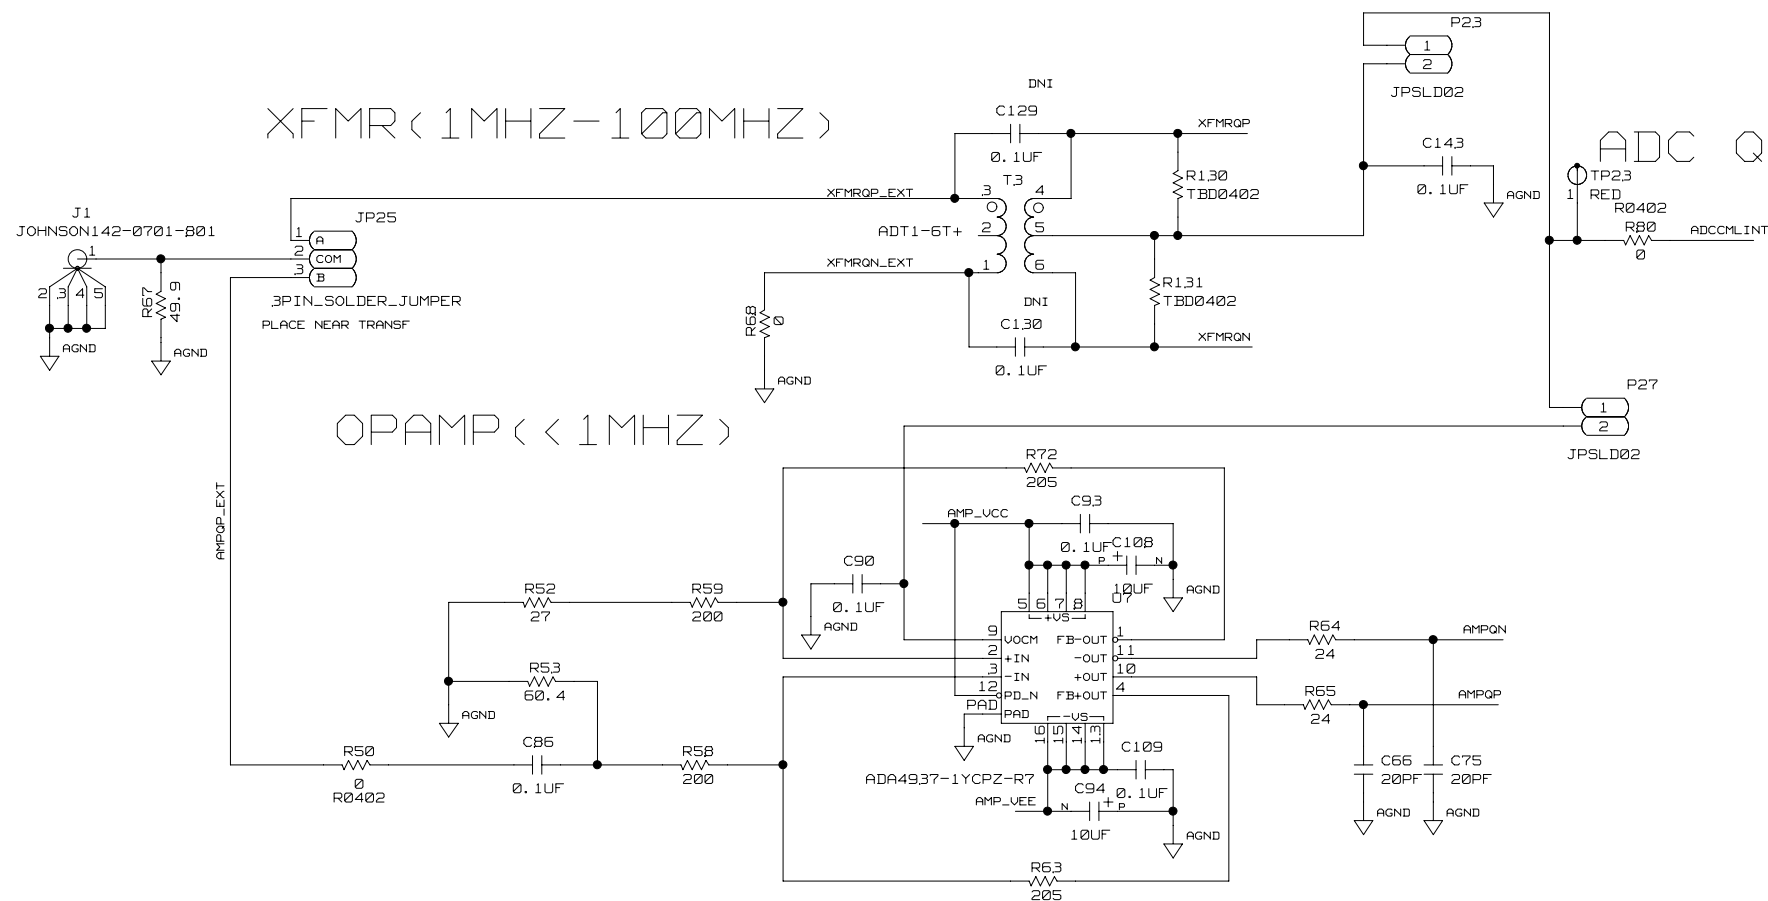 XFMR(1MHZ-100MHZ)
J1
JOHNSON142-0701-801
1
2
3
4
5
AGND
R67
49.9
AGND
JP25
1
A
2
COM
3
B
3PIN_SOLDER_JUMPER
PLACE NEAR TRANSF
DNI
C129
0.1UF
XFMRQP
T3
XFMRQP_EXT
3
4
R130
TBD0402
ADT1-6T+
2
5
XFMRQN_EXT
1
6
R131
TBD0402
DNI
C130
0.1UF
XFMRQN
R68
0
AGND
P23
1
2
JPSLD02
C143
0.1UF
AGND
ADC Q
TP23
1
RED
R0402
R80
0
ADCCMLINT
P27
1
2
JPSLD02
OPAMP(<<1MHZ)
AMPQP_EXT
R72
205
AMP_VCC
C93
0.1UF
C108
P
+
N
10UF
AGND
C90
0.1UF
AGND
R52
27
R59
200
R53
60.4
AGND
R50
0
R0402
C86
0.1UF
R58
200
U7
5
6
7
8
+VS
9
VOCM
FB-OUT
1
2
+IN
-OUT
11
3
-IN
+OUT
10
12
PD_N
FB+OUT
4
PAD
PAD
-VS
16
15
14
13
AGND
ADA4937-1YCPZ-R7
C109
0.1UF
AMP_VEE
C94
N
+
P
10UF
AGND
R63
205
R64
24
AMPQN
R65
24
AMPQP
C66
20PF
C75
20PF
AGND
AGND